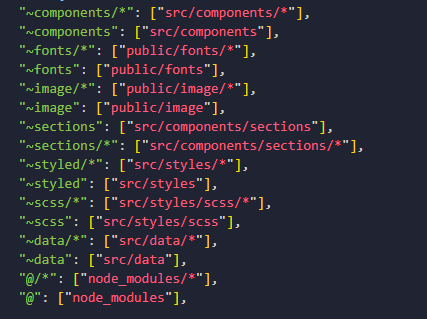 "~components/*": ["src/components/*"],
"~components": ["src/components"],
"~fonts/*": ["public/fonts/*"],
"~fonts": ["public/fonts"],
"~image/*": ["public/image/*"],
"~image": ["public/image"],
"~sections": ["src/components/sections"],
"~sections/*": ["src/components/sections/*"],
"~styled/*": ["src/styles/*"],
"~styled": ["src/styles"],
"~scss/*": ["src/styles/scss/*"],
"~scss": ["src/styles/scss"],
"~data/*": ["src/data/*"],
"~data": ["src/data"],
"@/*": ["node_modules/*"],
"@": ["node_modules"],